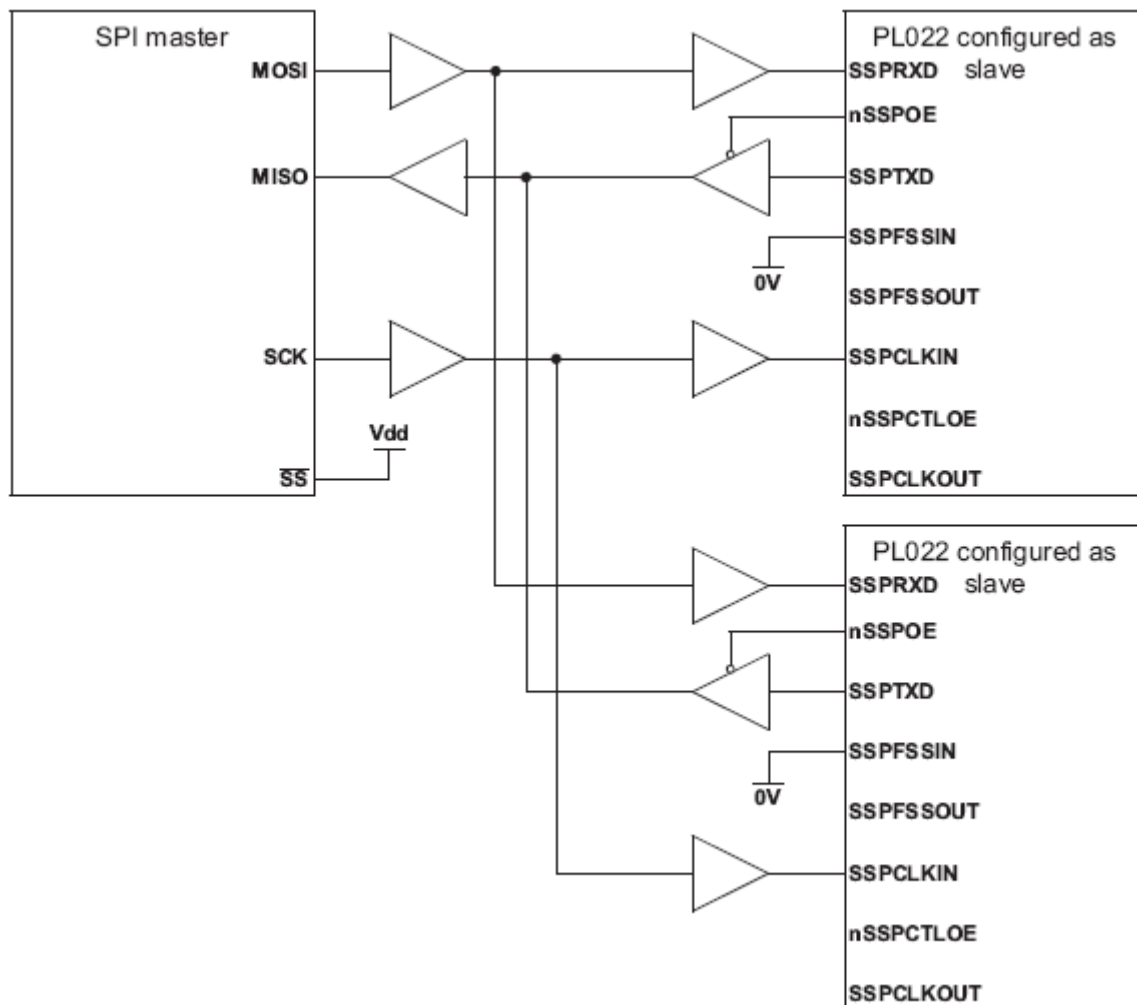 SPI master
MOSI
MISO
SCK
Vdd
SS
PL022 configured as
slave
SSPRXD
nSSPOE
SSPTXD
SSPFSSIN
0V
SSPFSSOUT
SSPCLKIN
nSSPCTLOE
SSPCLKOUT
PL022 configured as
slave
SSPRXD
nSSPOE
SSPTXD
SSPFSSIN
0V
SSPFSSOUT
SSPCLKIN
nSSPCTLOE
SSPCLKOUT